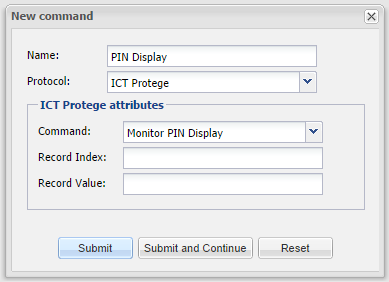 New command
Name: PIN Display
Protocol: ICT Protege
ICT Protege attributes
Command: Monitor PIN Display
Record Index:
Record Value:
Submit Submit and Continue Reset